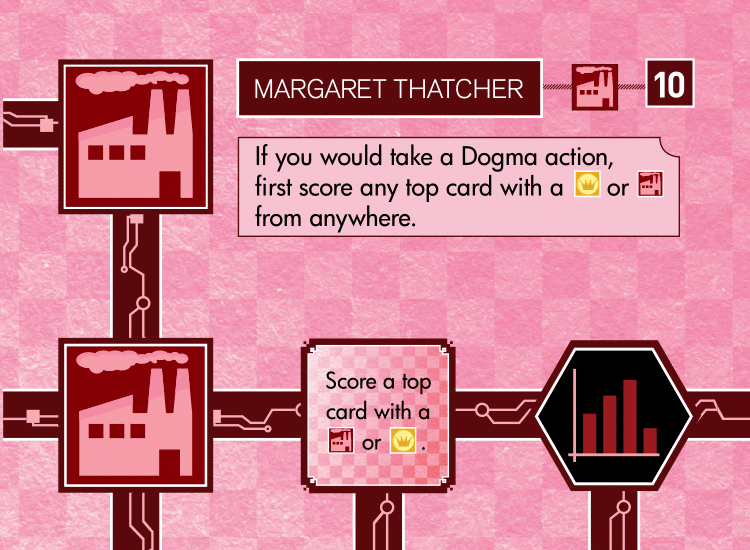 MARGARET THATCHER
10
If you would take a Dogma action,
first score any top card with a or
from anywhere.
Score a top
card with a
or .